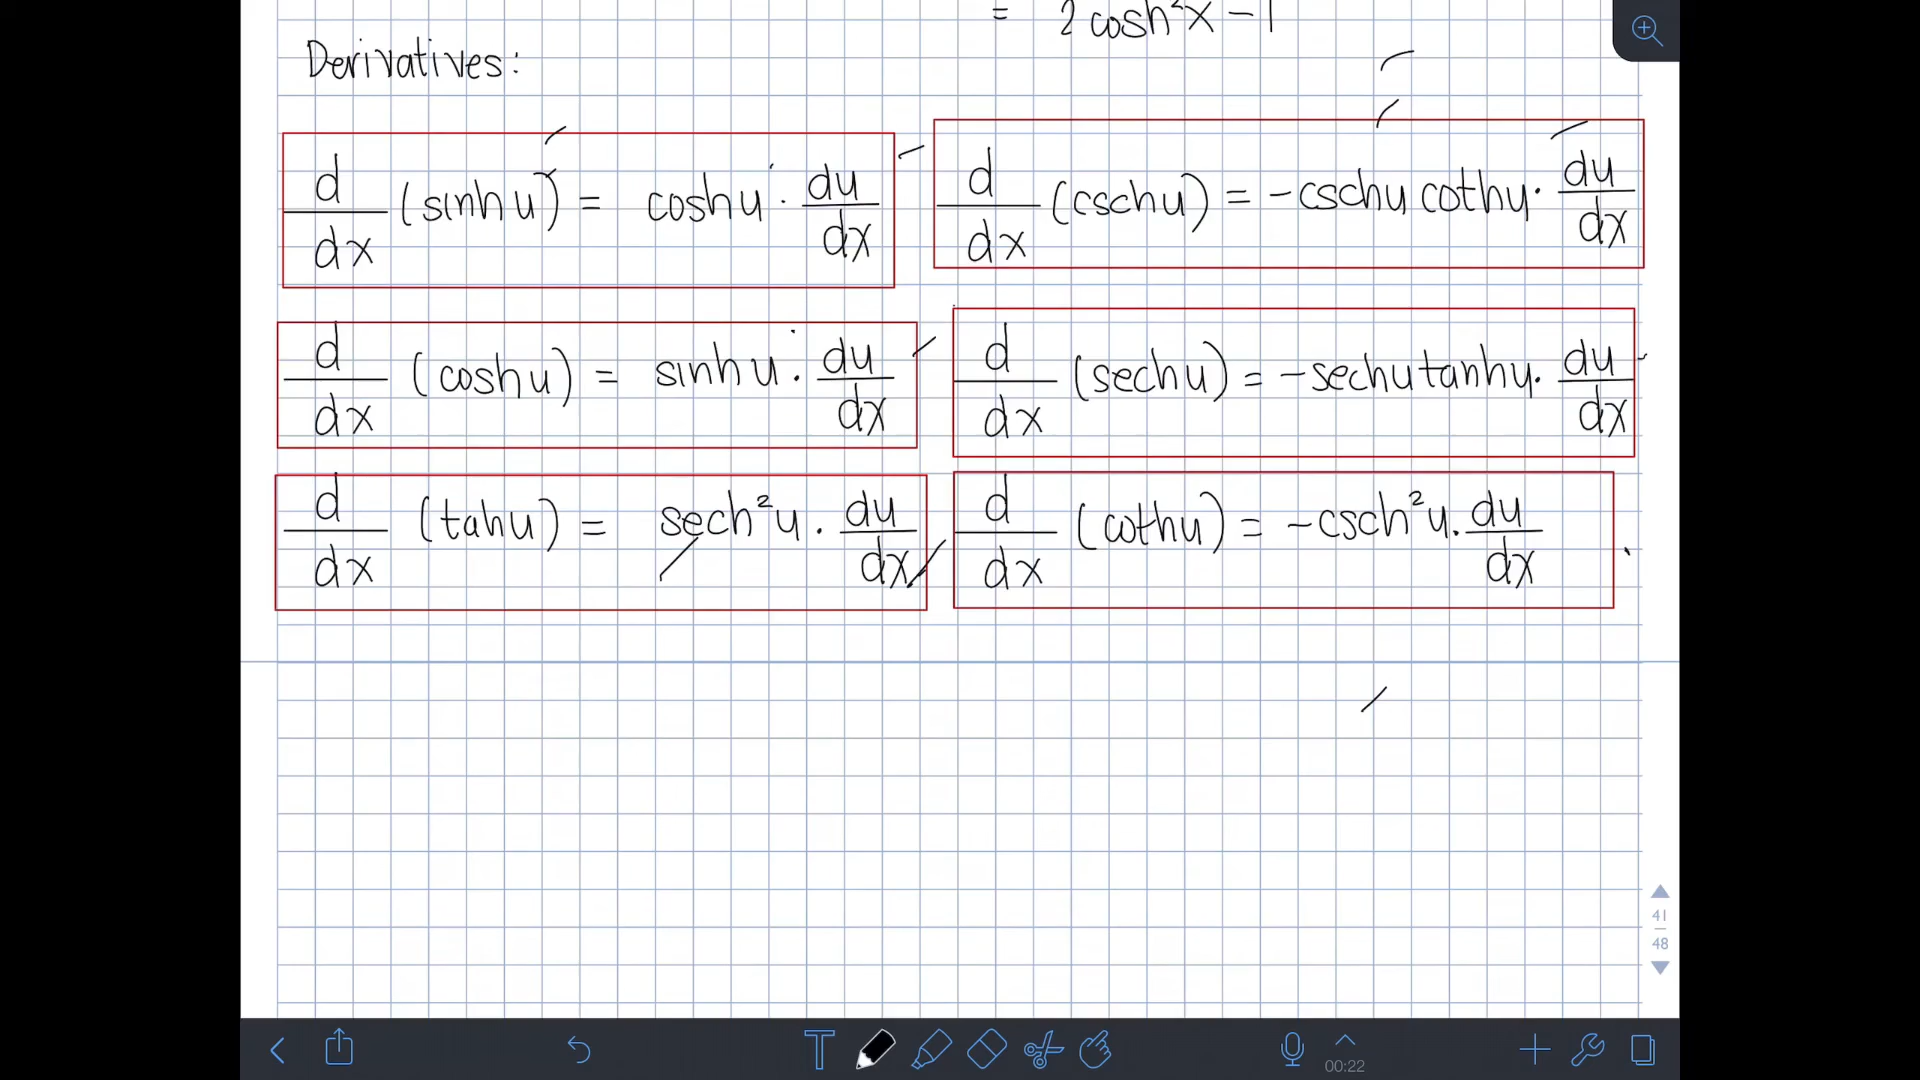 = 2cosh²x - 1
Derivatives:
d/dx (sinhu) = coshu · du/dx
d/dx (cschu) = -cschu cothu · du/dx
d/dx (coshu) = sinhu · du/dx
d/dx (sechu) = -sechu tanhu · du/dx
d/dx (tahu) = sech²u · du/dx
d/dx (cothu) = -csch²u · du/dx
41
48
00:22